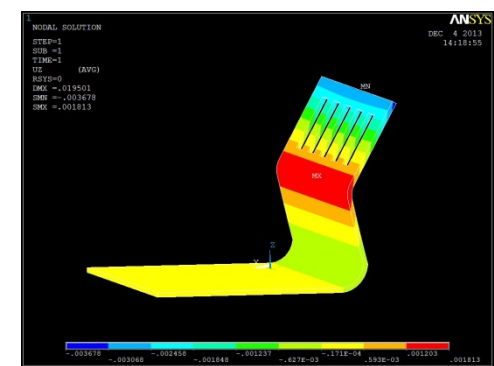 1
NODAL SOLUTION
STEP=1
SUB =1
TIME=1
UZ (AVG)
RSYS=0
DMX =.019501
SMN =-.003678
SMX =.001813
ANSYS
DEC 4 2013
14:18:55
MN
MX
Z
X
-.003678 -.002458 -.001237 -.171E-04 .001203
-.003068 -.001848 -.627E-03 .593E-03 .001813